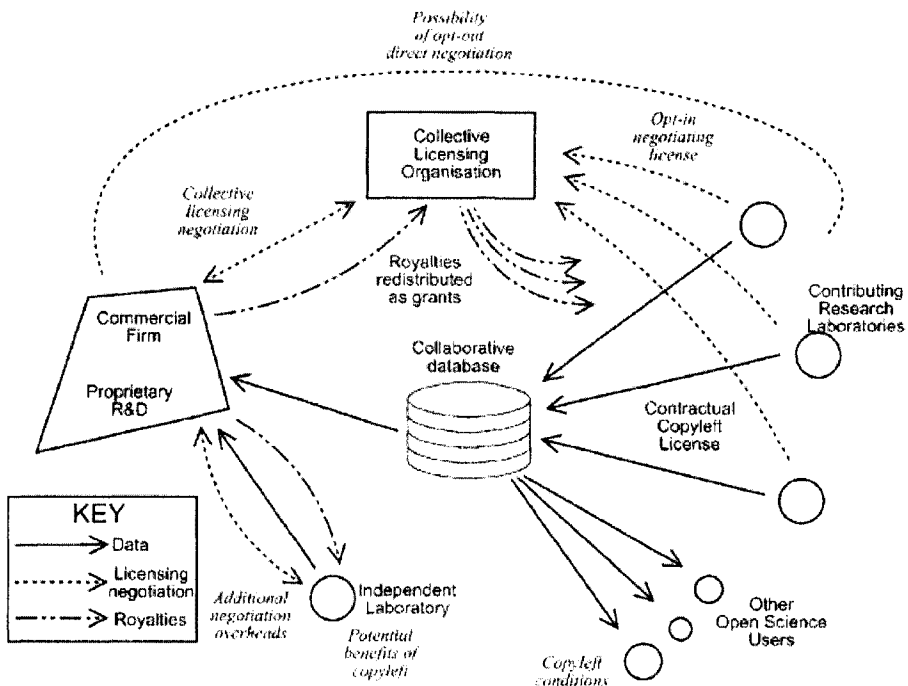 Possibility
of opt-out
direct negotiation
Collective
Licensing
Organisation
Opt-in
negotiating
license
Collective
licensing
negotiation
Royalties
redistributed
as grants
Commercial
Firm
Proprietary
R&D
Collaborative
database
Contributing
Research
Laboratories
Contractual
Copyleft
License
KEY
Data
Licensing
negotiation
Royalties
Additional
negotiation
overheads
Independent
Laboratory
Potential
benefits of
copyleft
Other
Open Science
Users
Copyleft
conditions